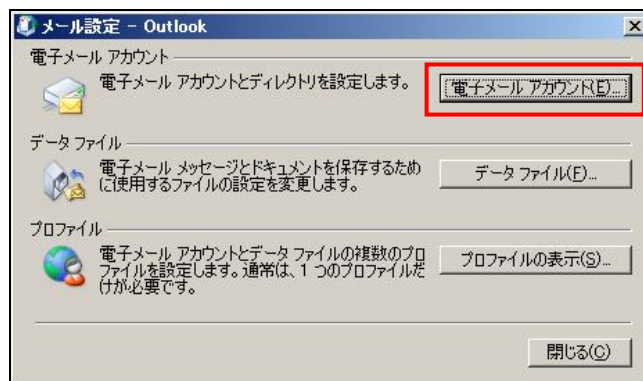 メール設定 - Outlook
電子メール アカウント
電子メール アカウントとディレクトリを設定します。
電子メール アカウント(E)...
データ ファイル
電子メール メッセージとドキュメントを保存するため
に使用するファイルの設定を変更します。
データ ファイル(F)...
プロファイル
電子メール アカウントとデータ ファイルの複数のプロ
ファイルを設定します。通常は、1 つのプロファイルだ
けが必要です。
プロファイルの表示(S)...
閉じる(C)